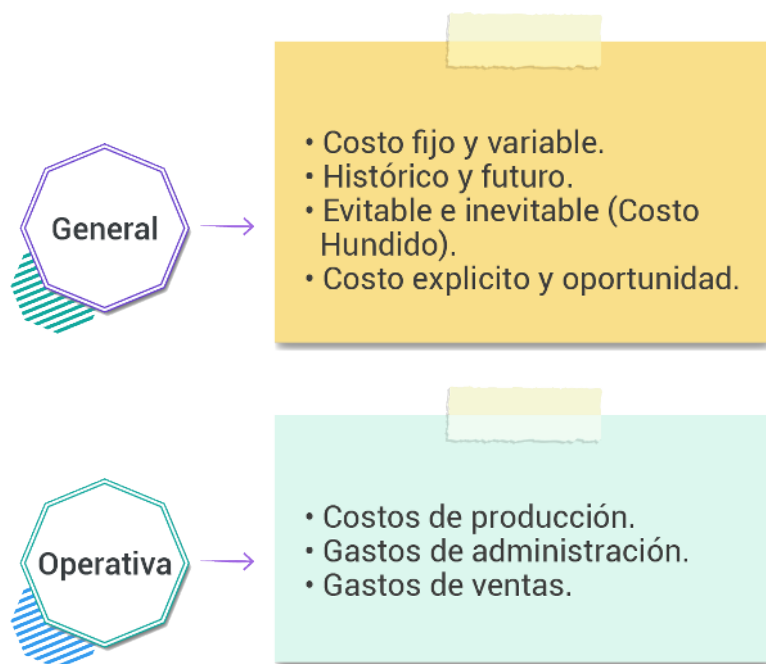 General
• Costo fijo y variable.
• Histórico y futuro.
• Evitable e inevitable (Costo
Hundido).
• Costo explicito y oportunidad.
Operativa
• Costos de producción.
• Gastos de administración.
• Gastos de ventas.